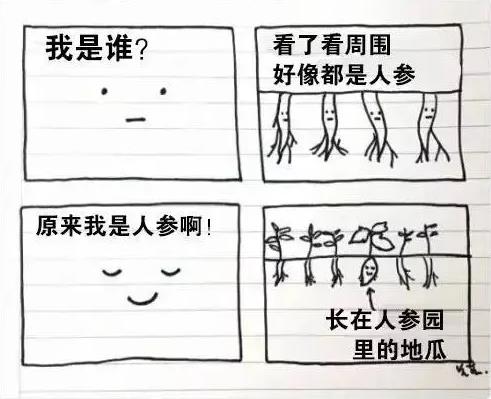 我是谁?
看了看周围
好像都是人参
原来我是人参啊!
长在人参园
里的地瓜